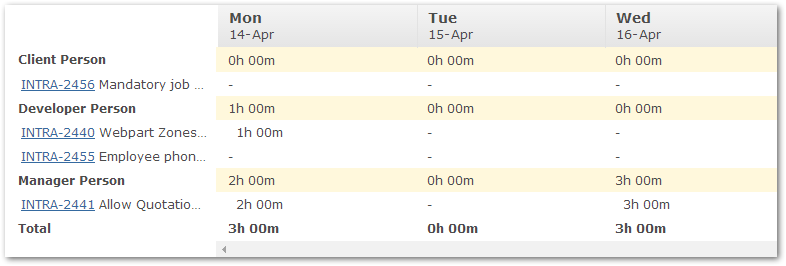 Mon Tue Wed
14-Apr 15-Apr 16-Apr
Client Person 0h 00m 0h 00m 0h 00m
INTRA-2456 Mandatory job ... - - -
Developer Person 1h 00m 0h 00m 0h 00m
INTRA-2440 Webpart Zones... 1h 00m - -
INTRA-2455 Employee phon... - - -
Manager Person 2h 00m 0h 00m 3h 00m
INTRA-2441 Allow Quotatio... 2h 00m - 3h 00m
Total 3h 00m 0h 00m 3h 00m